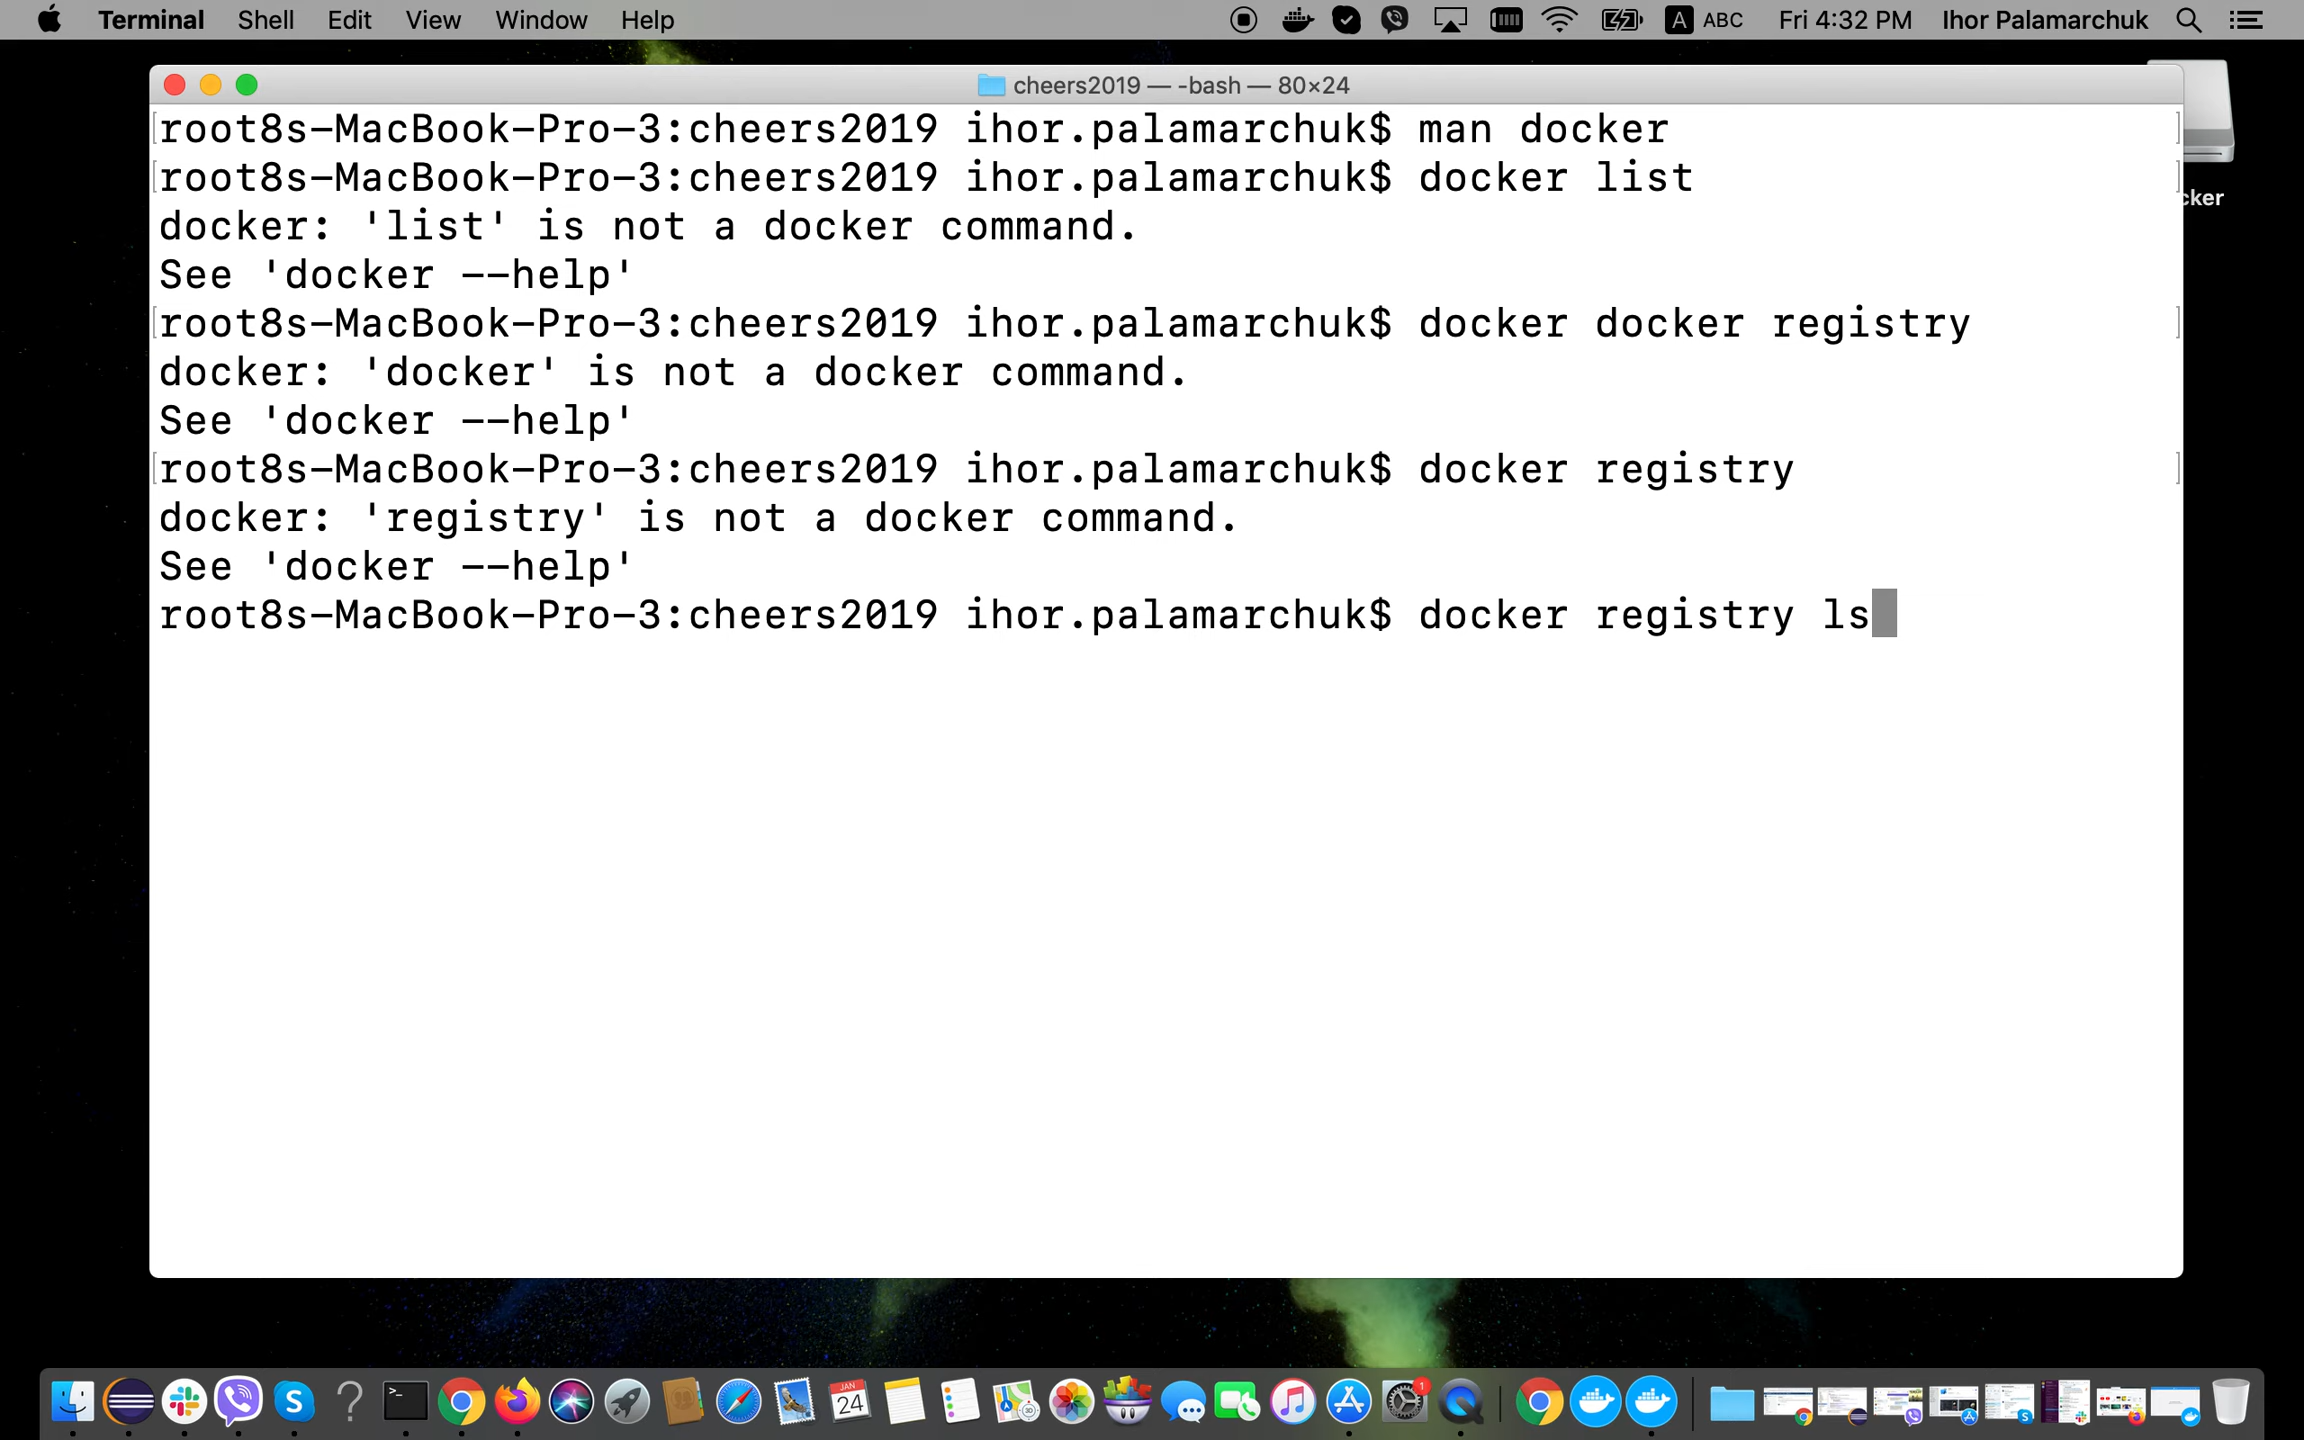 Terminal Shell Edit View Window Help A ABC Fri 4:32 PM Ihor Palamarchuk
cheers2019 — -bash — 80×24
[root8s-MacBook-Pro-3:cheers2019 ihor.palamarchuk$ man docker ]
[root8s-MacBook-Pro-3:cheers2019 ihor.palamarchuk$ docker list ]
docker: 'list' is not a docker command.
See 'docker --help'
[root8s-MacBook-Pro-3:cheers2019 ihor.palamarchuk$ docker docker registry ]
docker: 'docker' is not a docker command.
See 'docker --help'
[root8s-MacBook-Pro-3:cheers2019 ihor.palamarchuk$ docker registry ]
docker: 'registry' is not a docker command.
See 'docker --help'
root8s-MacBook-Pro-3:cheers2019 ihor.palamarchuk$ docker registry ls
cker
JAN
24
1